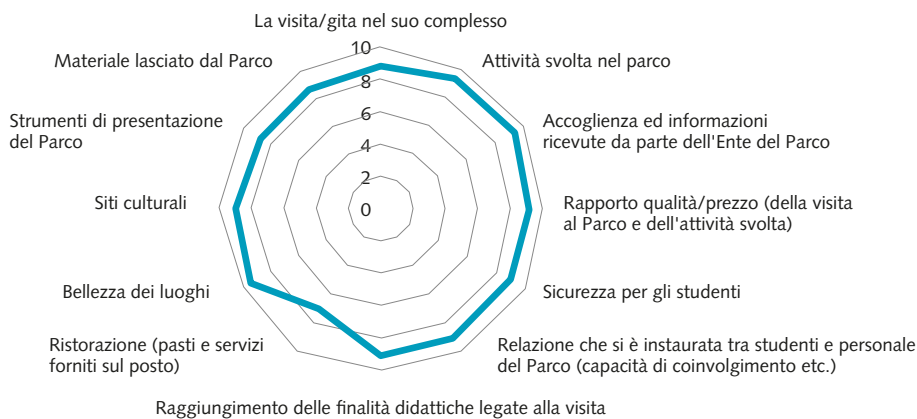 La visita/gita nel suo complesso
10
8
6
4
2
0
Attività svolta nel parco
Accoglienza ed informazioni
ricevute da parte dell'Ente del Parco
Rapporto qualità/prezzo (della visita
al Parco e dell'attività svolta)
Sicurezza per gli studenti
Relazione che si è instaurata tra studenti e personale
del Parco (capacità di coinvolgimento etc.)
Raggiungimento delle finalità didattiche legate alla visita
Ristorazione (pasti e servizi
forniti sul posto)
Bellezza dei luoghi
Siti culturali
Strumenti di presentazione
del Parco
Materiale lasciato dal Parco